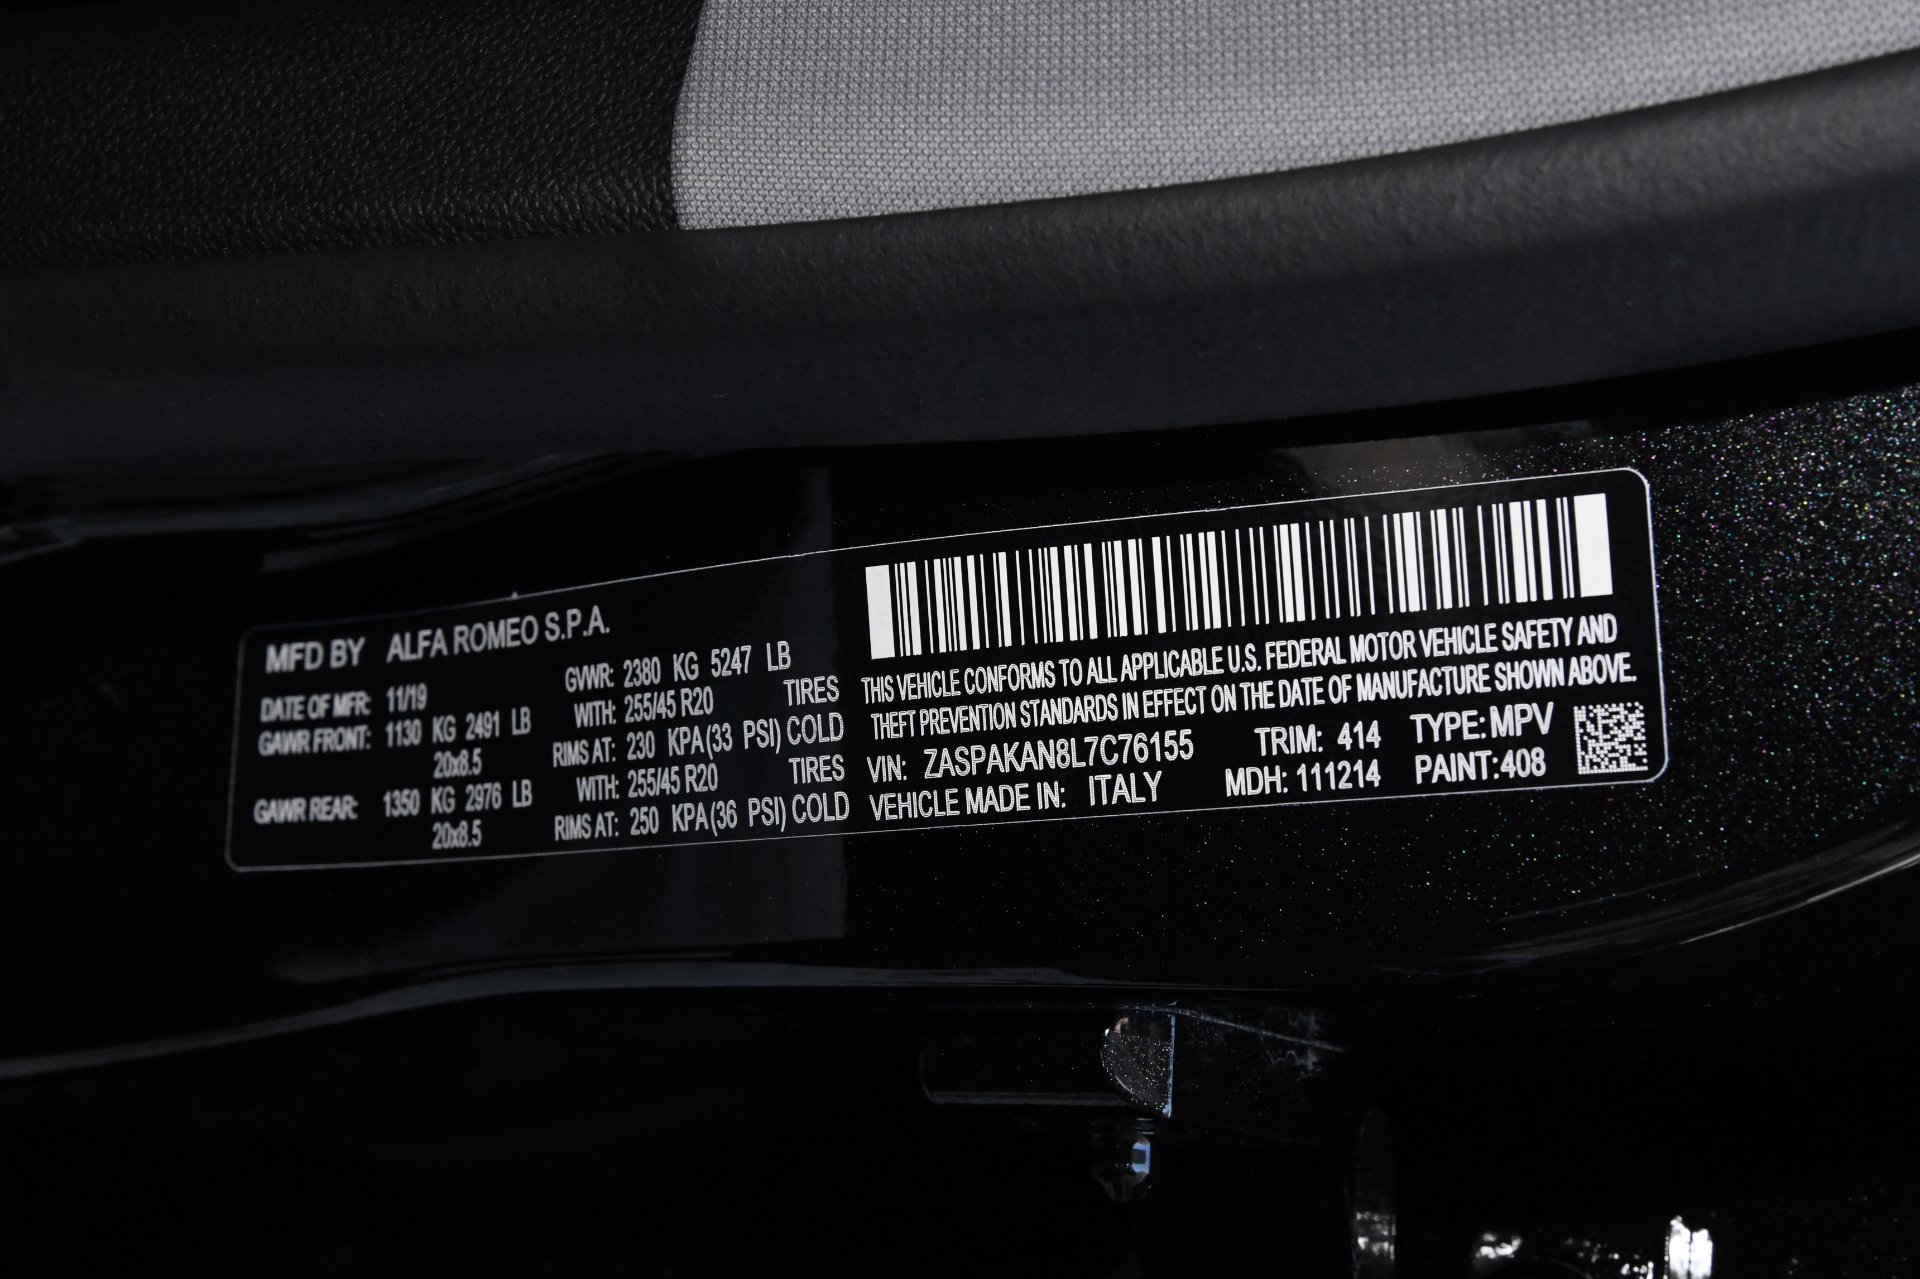 MFD BY ALFA ROMEO S.P.A.
DATE OF MFR: 11/19 GVWR: 2380 KG 5247 LB
GAWR FRONT: 1130 KG 2491 LB WITH: 255/45 R20 TIRES
20x8.5 RIMS AT: 230 KPA(33 PSI) COLD
GAWR REAR: 1350 KG 2976 LB WITH: 255/45 R20 TIRES
20x8.5 RIMS AT: 250 KPA(36 PSI) COLD
THIS VEHICLE CONFORMS TO ALL APPLICABLE U.S. FEDERAL MOTOR VEHICLE SAFETY AND
THEFT PREVENTION STANDARDS IN EFFECT ON THE DATE OF MANUFACTURE SHOWN ABOVE.
VIN: ZASPAKAN8L7C76155 TRIM: 414 TYPE: MPV
VEHICLE MADE IN: ITALY MDH: 111214 PAINT:408